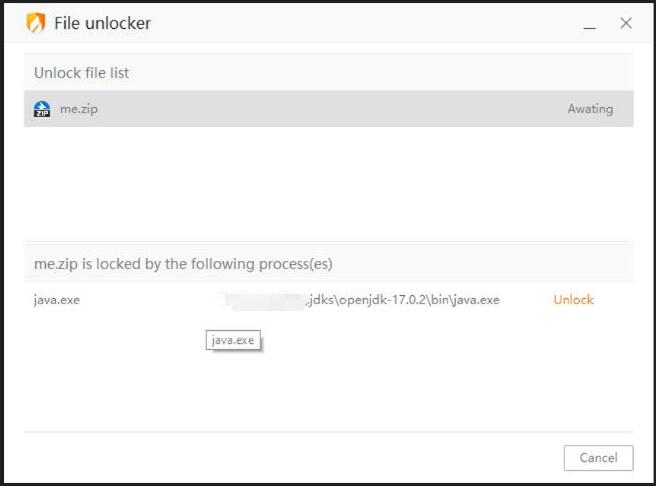 File unlocker
Unlock file list
ZIP
me.zip Awating
me.zip is locked by the following process(es)
java.exe .jdks\openjdk-17.0.2\bin\java.exe Unlock
java.exe
Cancel